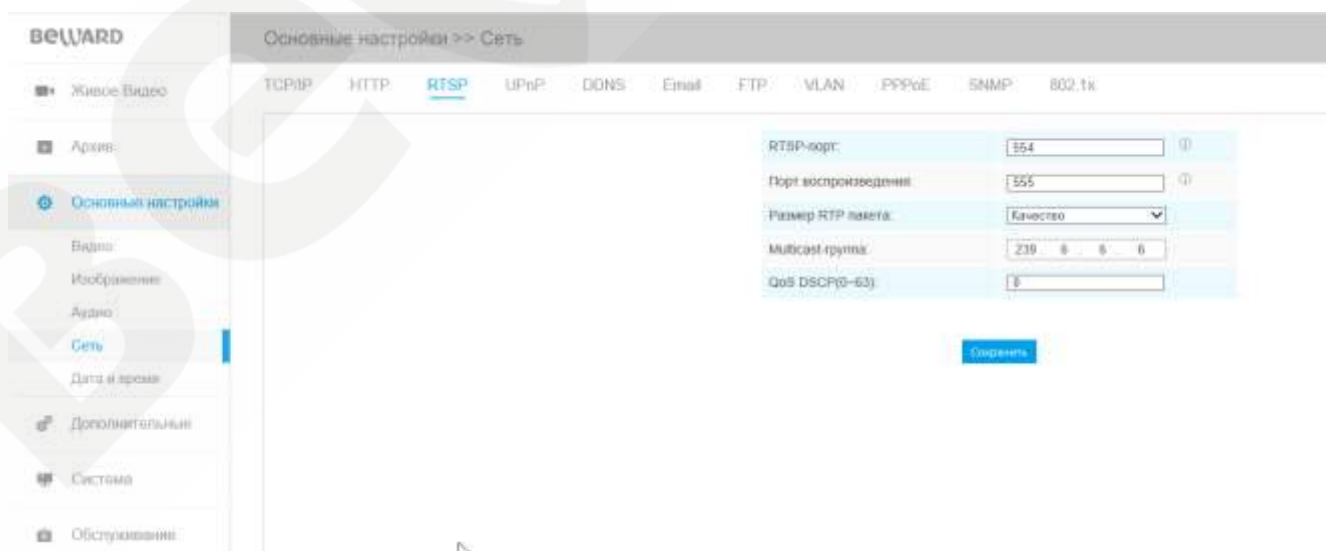 BEWARD
Основные настройки >> Сеть
TCP/IP HTTP RTSP UPnP DDNS Email FTP VLAN PPPoE SNMP 802.1x
Живое Видео
Архив
Основные настройки
Видео
Изображение
Аудио
Сеть
Дата и время
Дополнительные
Система
Обслуживание
RTSP-порт: 554
Порт воспроизведения: 555
Размер RTP пакета: Качество
Multicast-группа: 239 . 6 . 6 . 6
QoS DSCP(0~63): 0
Сохранить